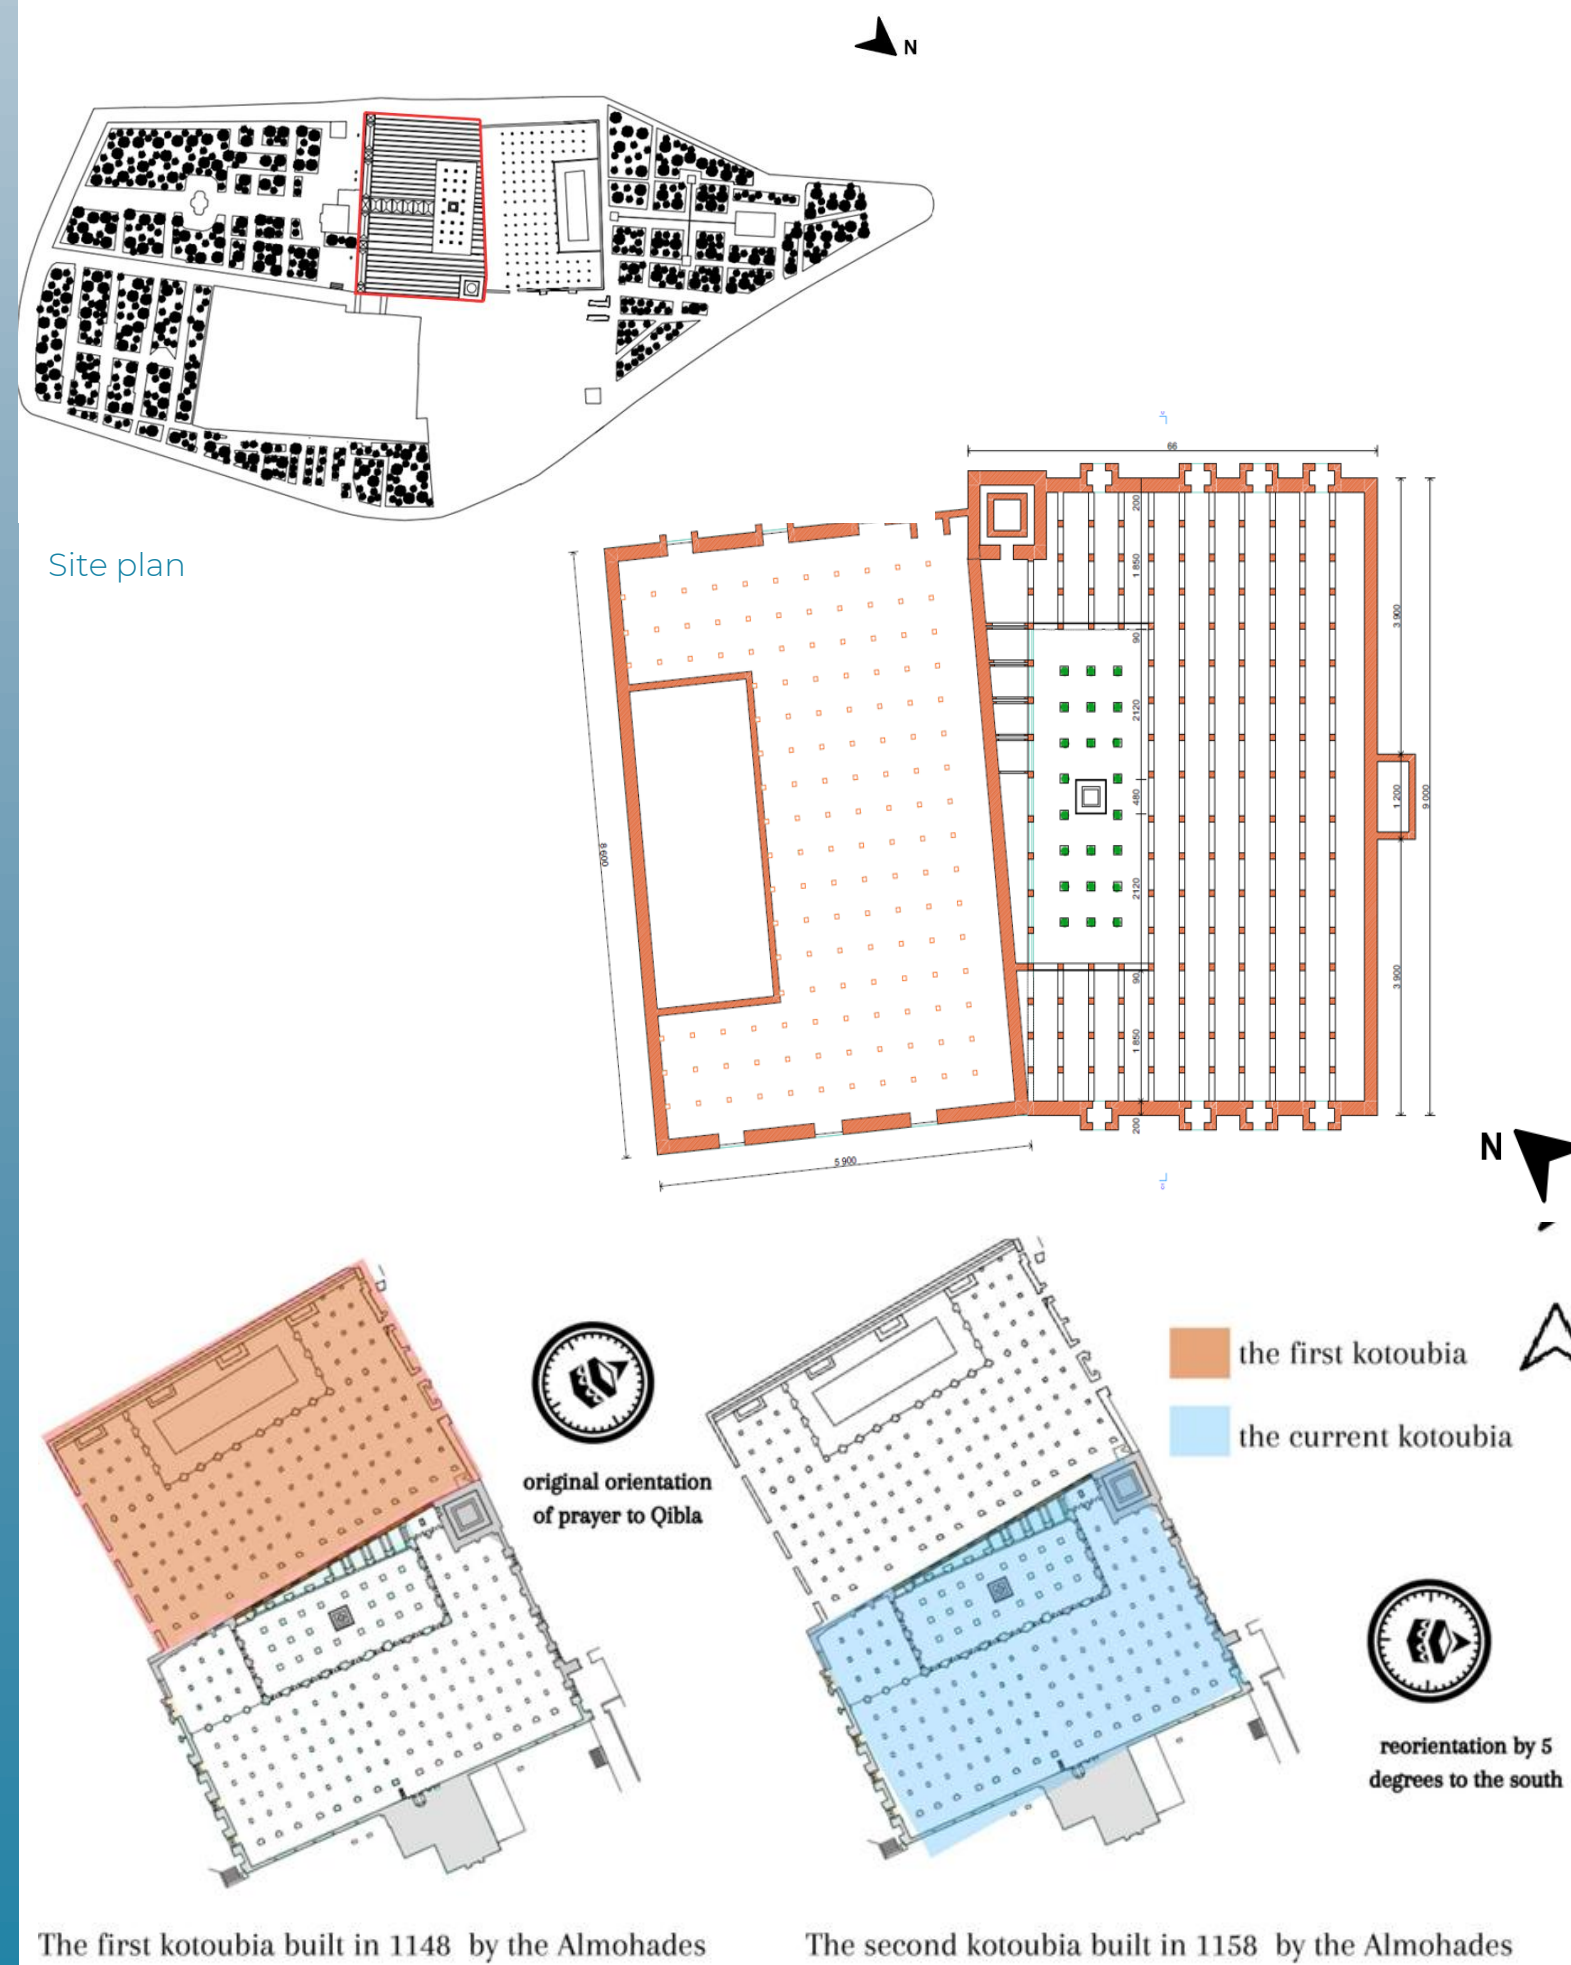 N
Site plan
66
200
1 850
90
2120
480
2120
90
1 850
200
3 900
1 200
9 000
3 900
8 600
5 900
N
original orientation
of prayer to Qibla
the first kotoubia
the current kotoubia
reorientation by 5
degrees to the south
The first kotoubia built in 1148 by the Almohades
The second kotoubia built in 1158 by the Almohades